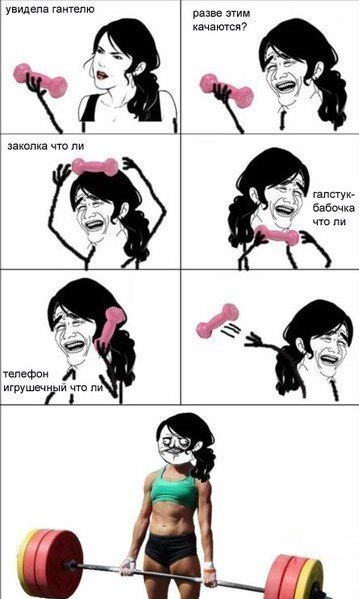 увидела гантелю
разве этим
качаются?
заколка что ли
галстук-
бабочка
что ли
телефон
игрушечный что ли